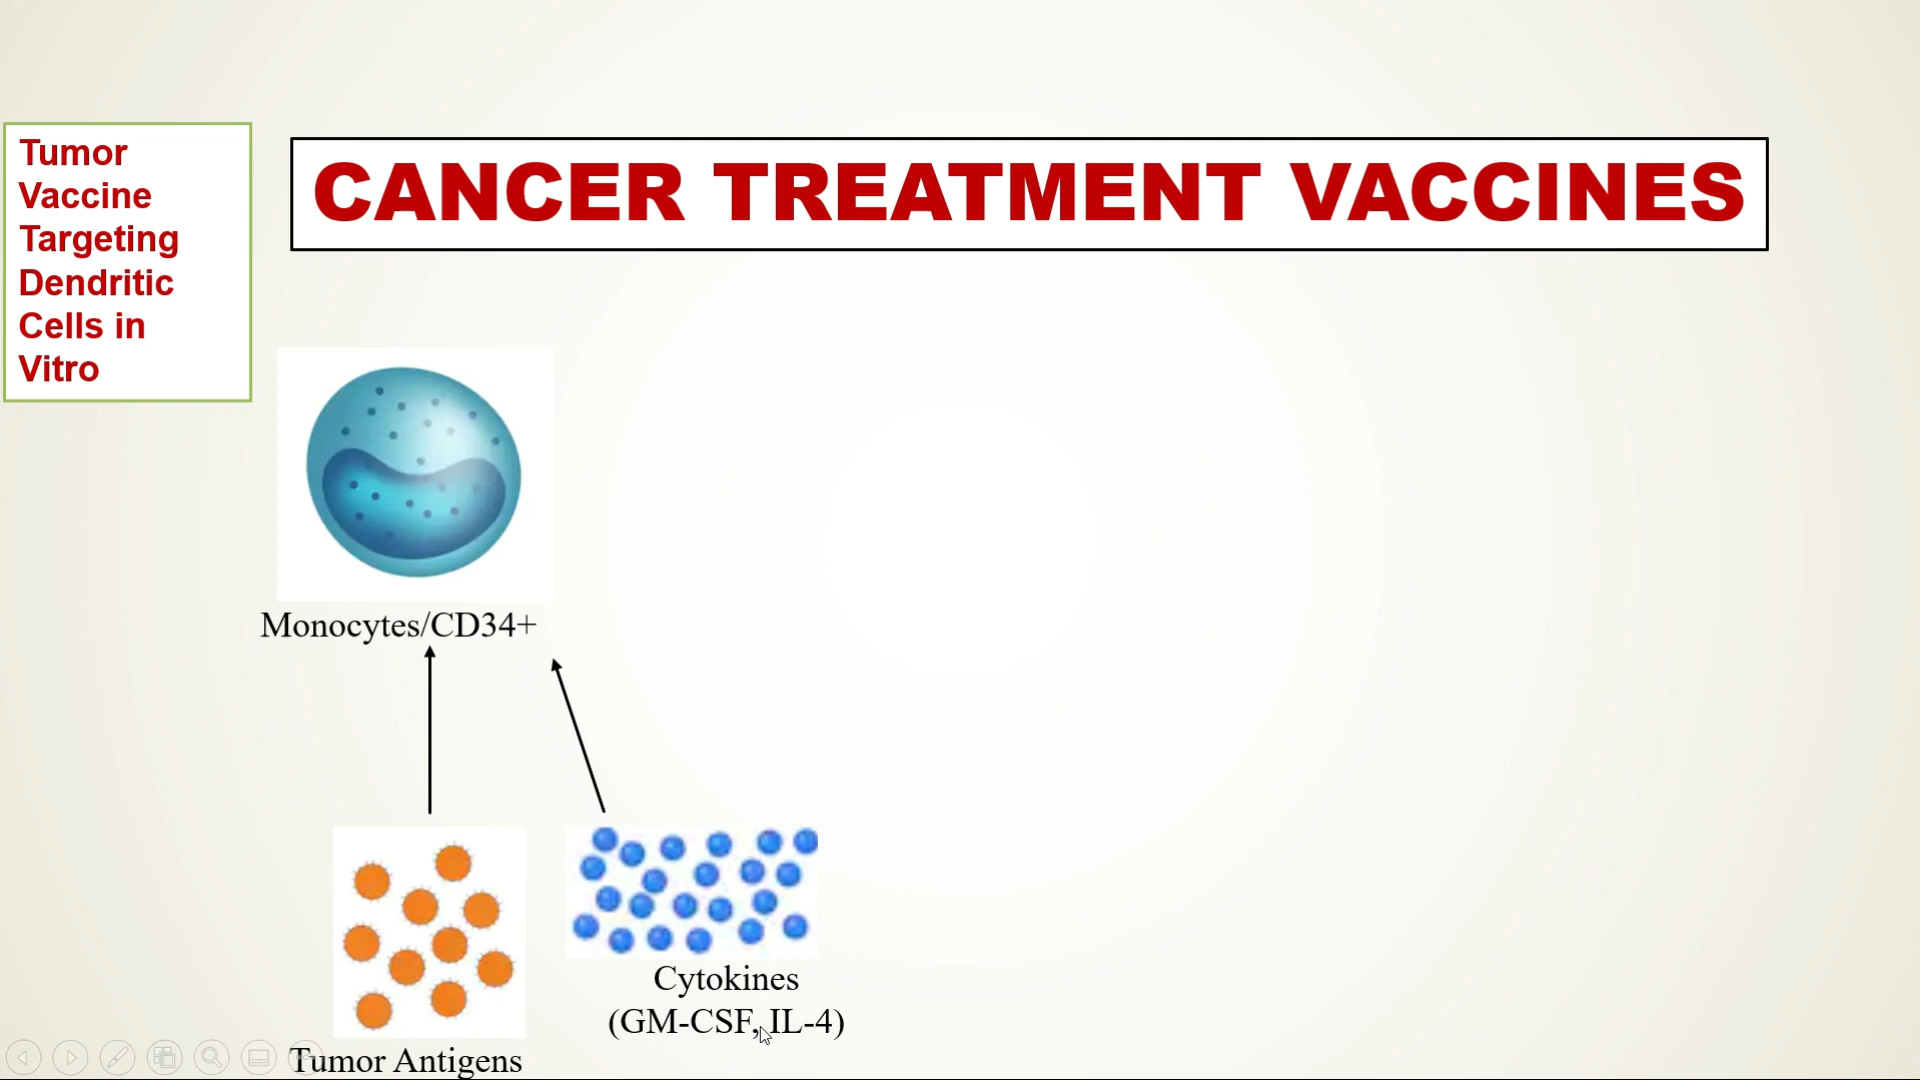 CANCER TREATMENT VACCINES
Tumor
Vaccine
Targeting
Dendritic
Cells in
Vitro
Monocytes/CD34+
Cytokines
(GM-CSF, IL-4)
Tumor Antigens